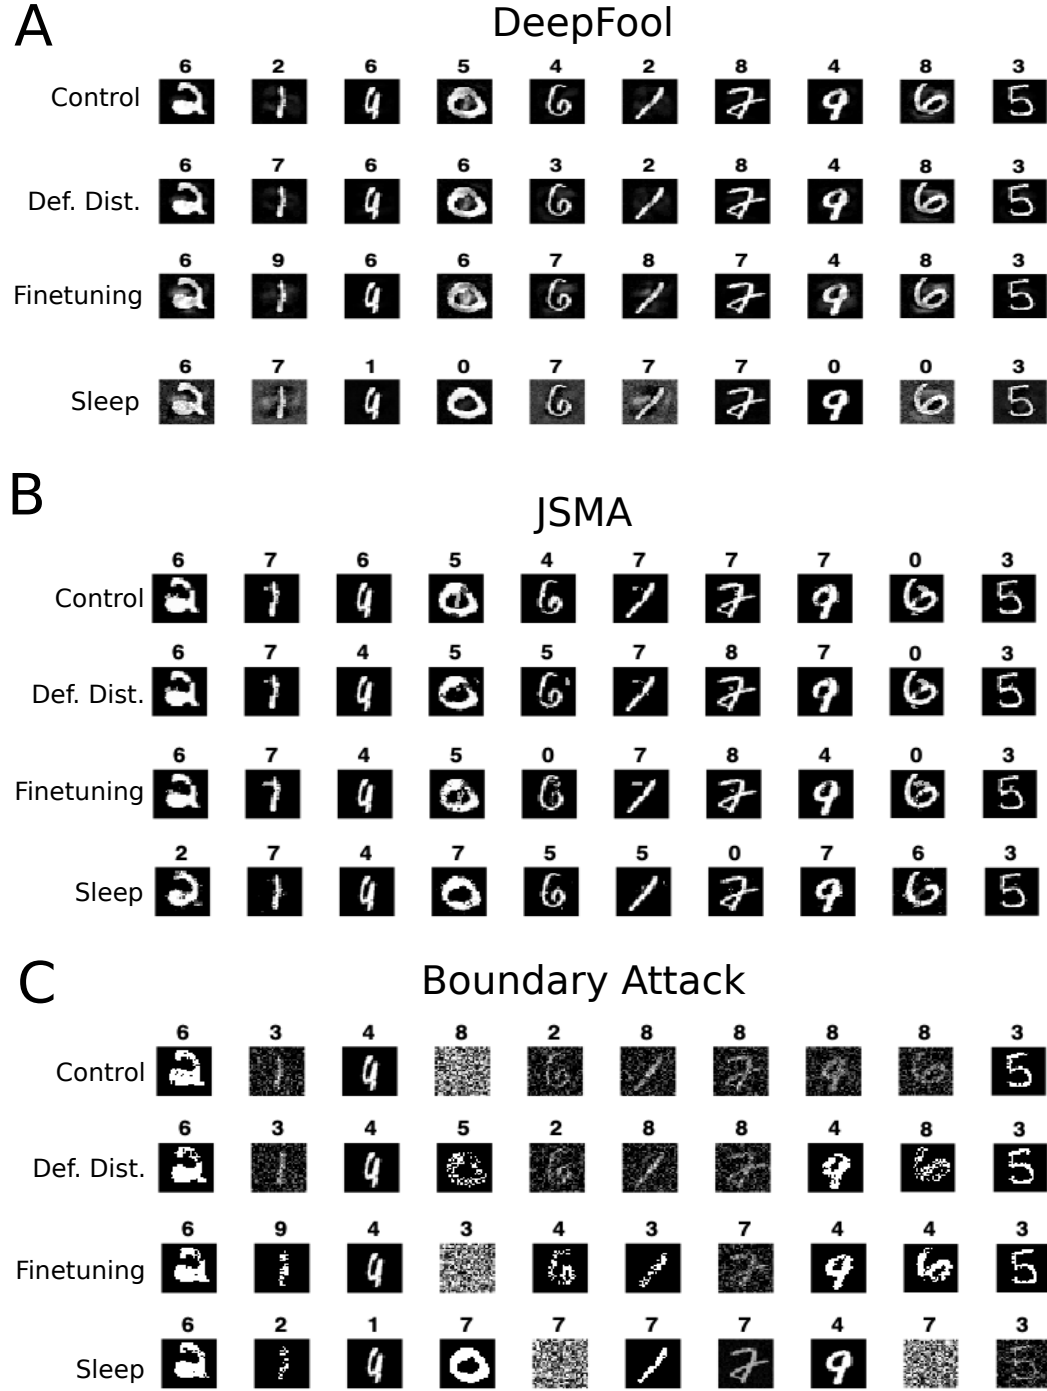 A
DeepFool
6 2 6 5 4 2 8 4 8 3
Control
6 7 6 6 3 2 8 4 8 3
Def. Dist.
6 9 6 6 7 8 7 4 8 3
Finetuning
6 7 1 0 7 7 7 0 0 3
Sleep
B
JSMA
6 7 6 5 4 7 7 7 0 3
Control
6 7 4 5 5 7 8 7 0 3
Def. Dist.
6 7 4 5 0 7 8 4 0 3
Finetuning
2 7 4 7 5 5 0 7 6 3
Sleep
C
Boundary Attack
6 3 4 8 2 8 8 8 8 3
Control
6 3 4 5 2 8 8 4 8 3
Def. Dist.
6 9 4 3 4 3 7 4 4 3
Finetuning
6 2 1 7 7 7 7 4 7 3
Sleep